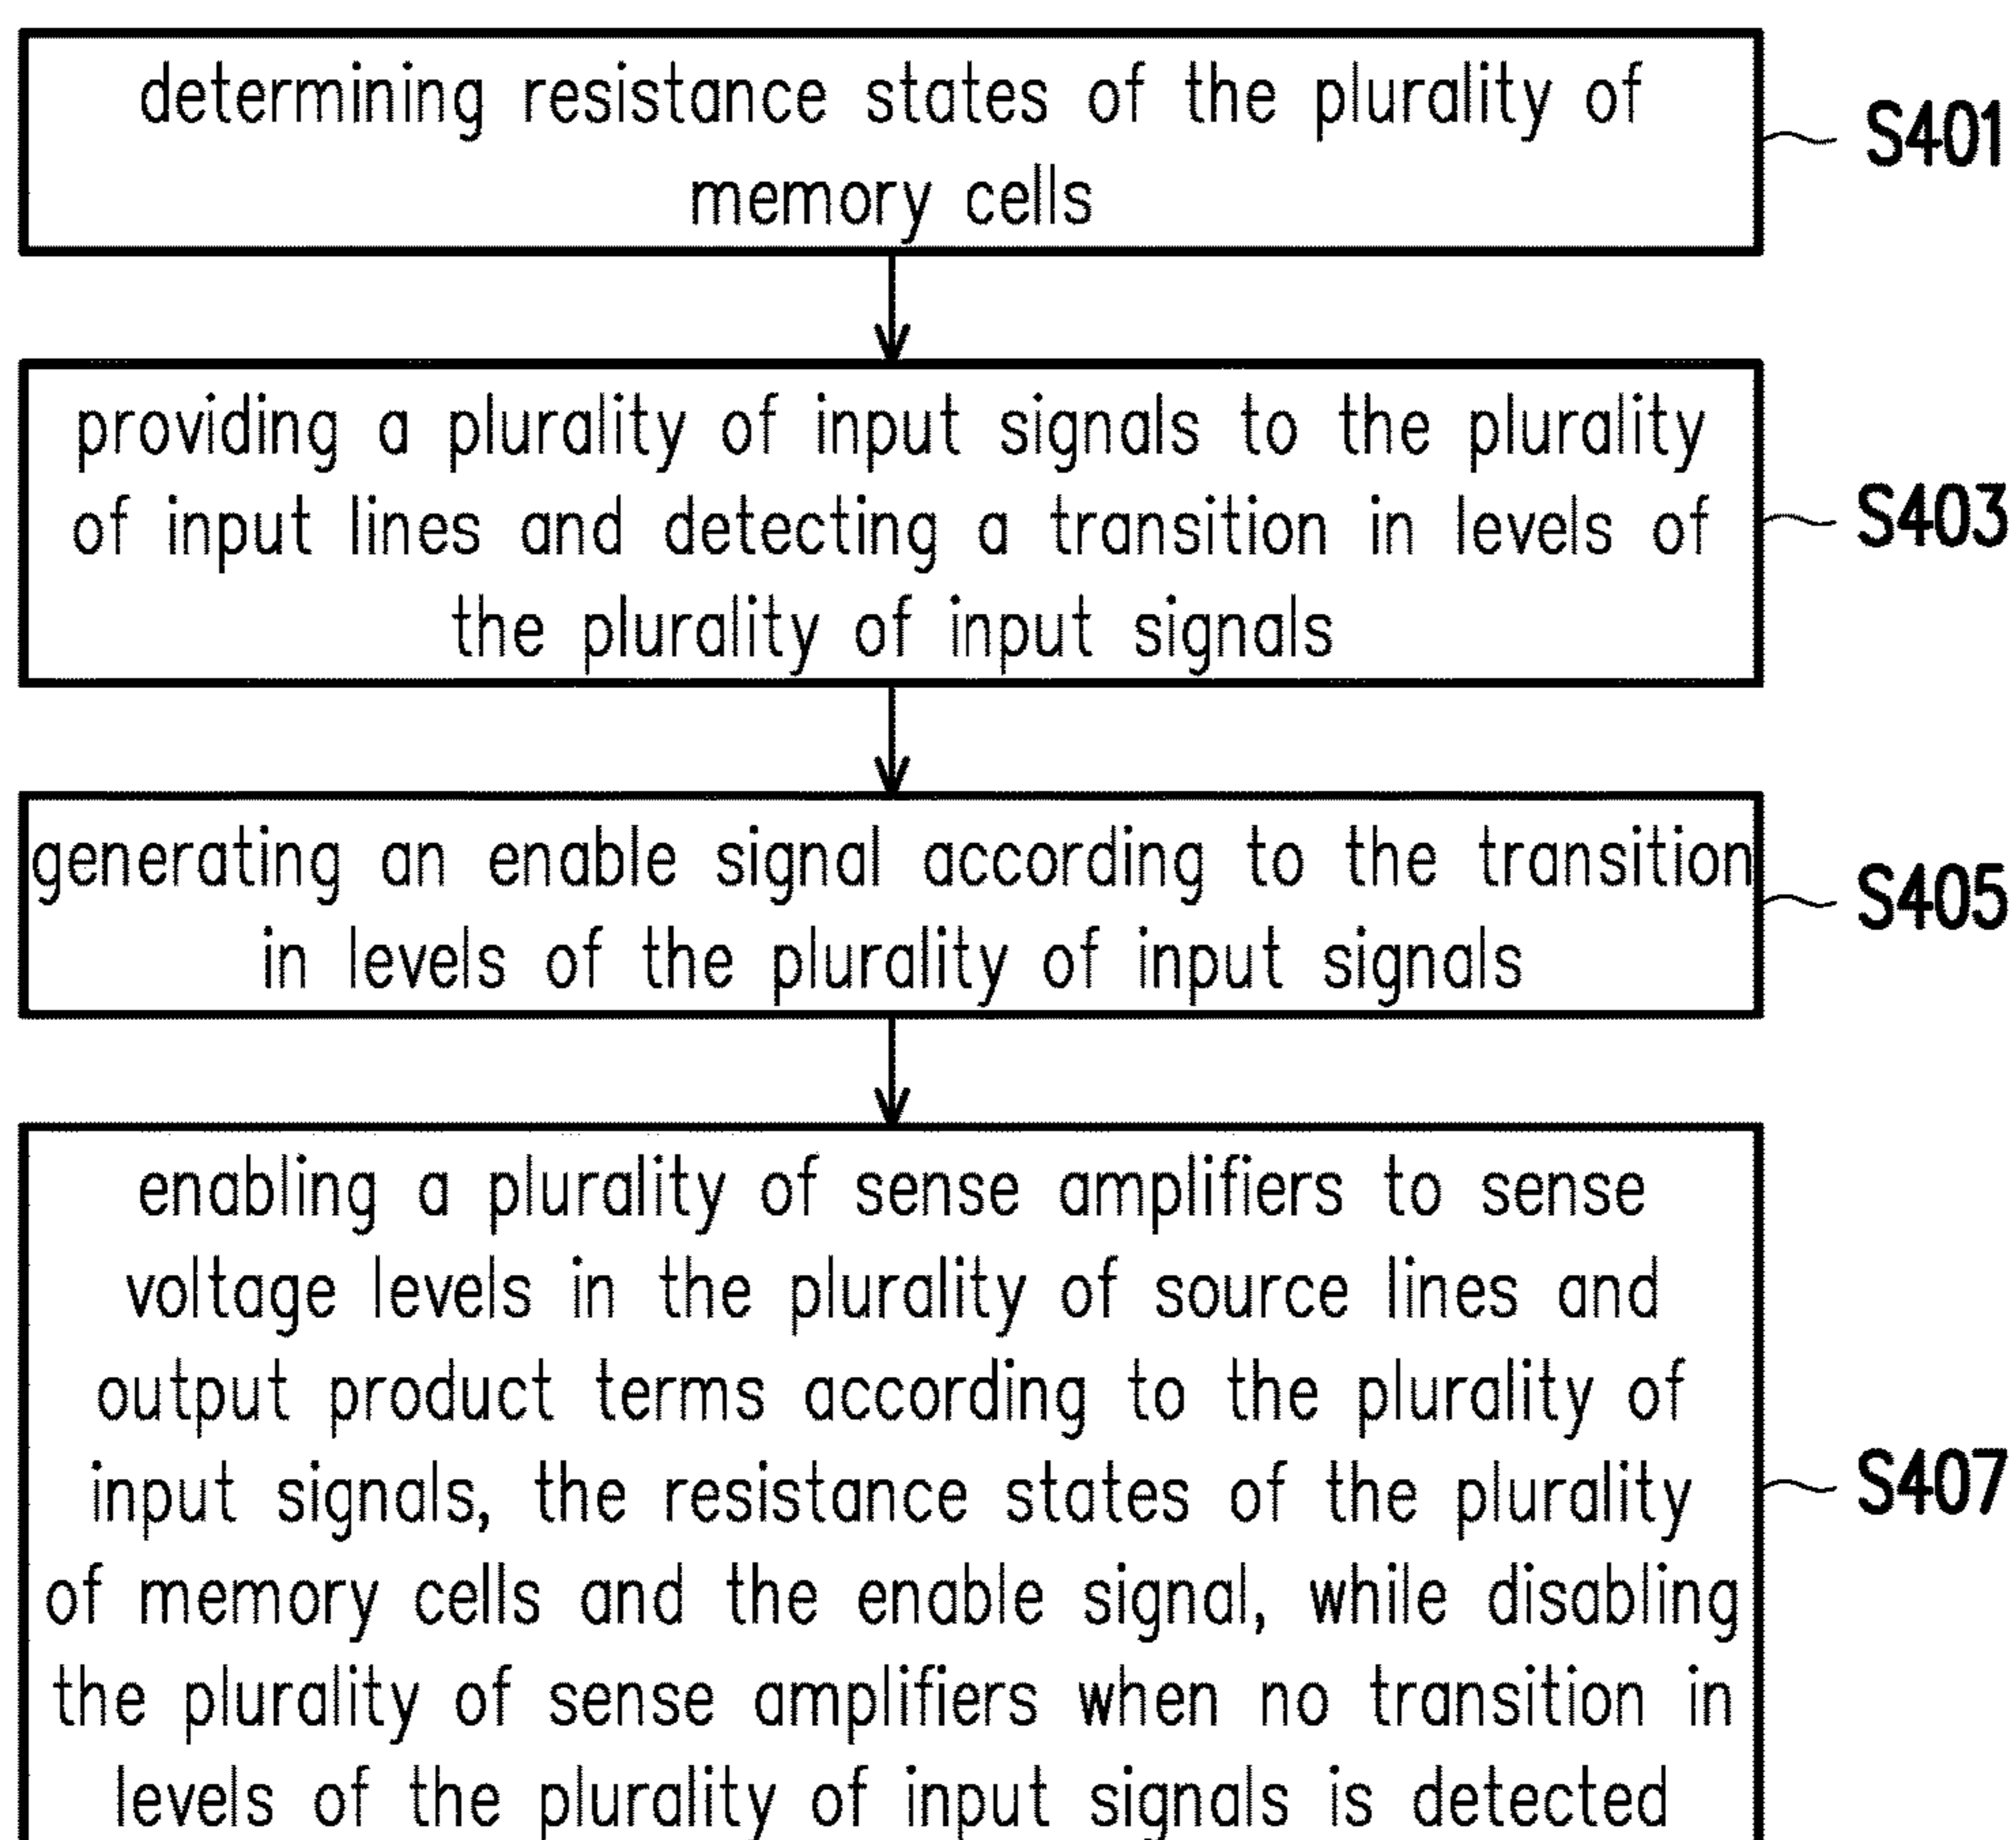 determining resistance states of the plurality of
memory cells
S401
providing a plurality of input signals to the plurality
of input lines and detecting a transition in levels of
the plurality of input signals
S403
generating an enable signal according to the transition
in levels of the plurality of input signals
S405
enabling a plurality of sense amplifiers to sense
voltage levels in the plurality of source lines and
output product terms according to the plurality of
input signals, the resistance states of the plurality
of memory cells and the enable signal, while disabling
the plurality of sense amplifiers when no transition in
levels of the plurality of input signals is detected
S407